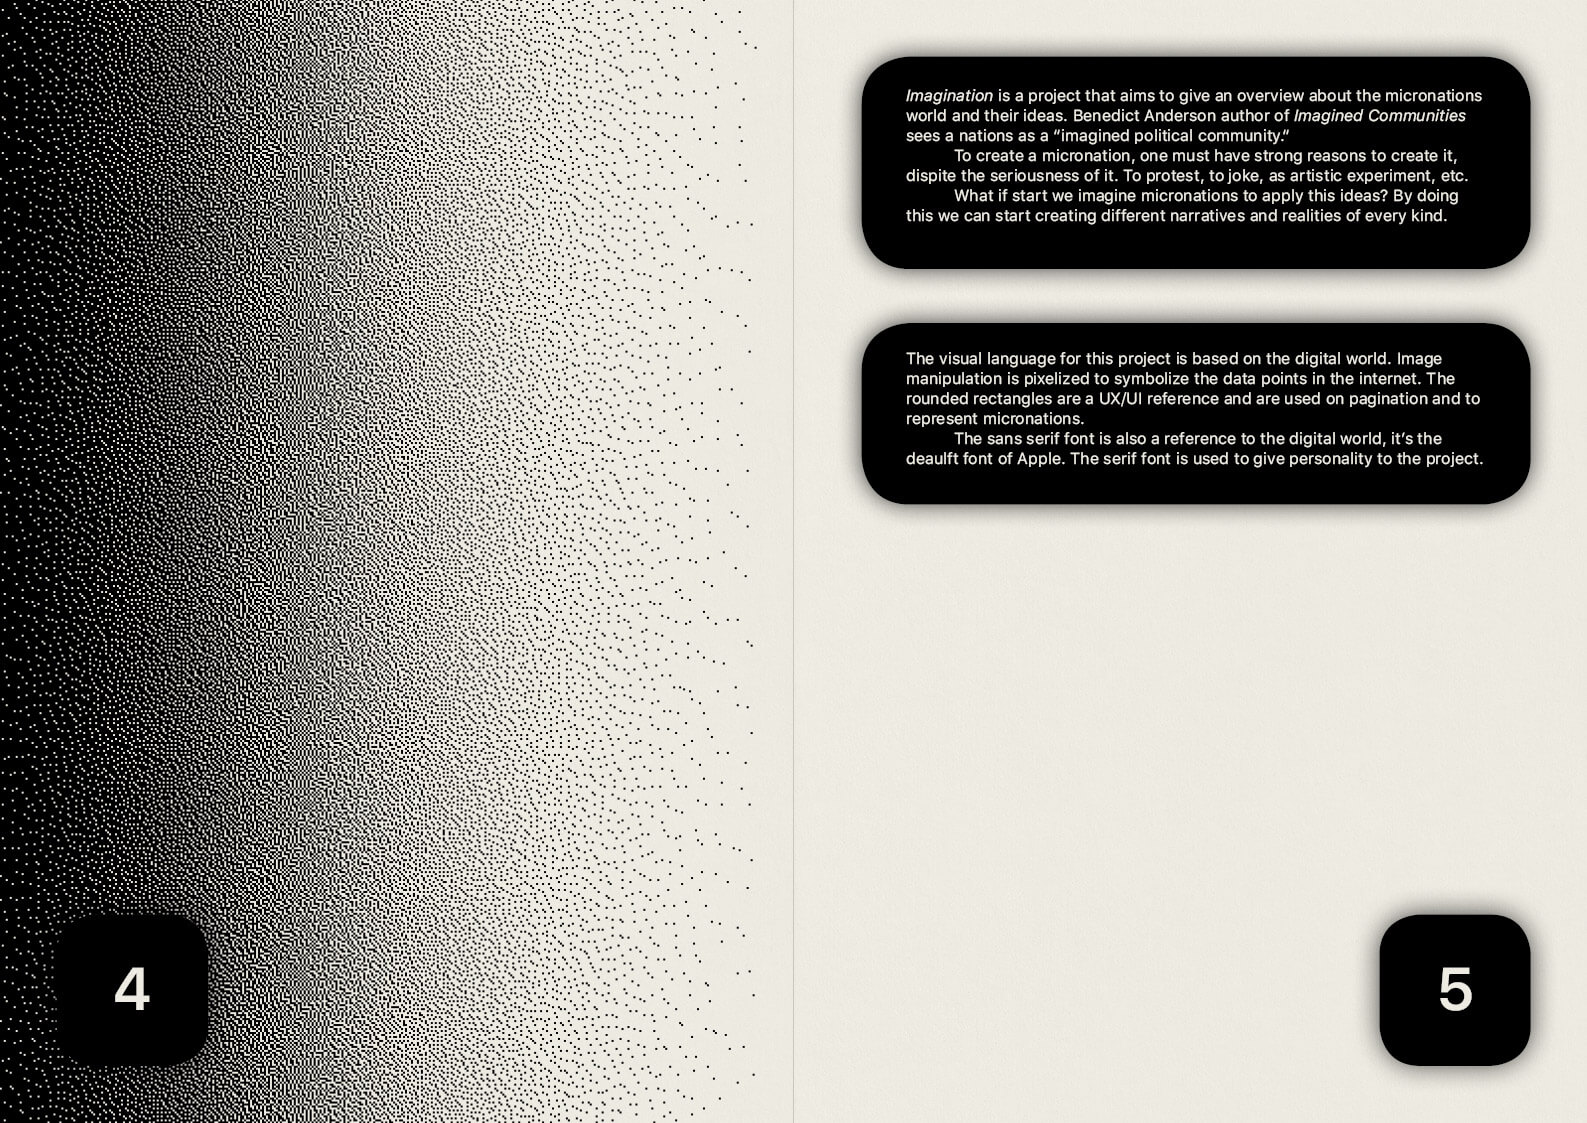 Imagination is a project that aims to give an overview about the micronations
world and their ideas. Benedict Anderson author of Imagined Communities
sees a nations as a “imagined political community.“
To create a micronation, one must have strong reasons to create it,
dispite the seriousness of it. To protest, to joke, as artistic experiment, etc.
What if start we imagine micronations to apply this ideas? By doing
this we can start creating different narratives and realities of every kind.
The visual language for this project is based on the digital world. Image
manipulation is pixelized to symbolize the data points in the internet. The
rounded rectangles are a UX/UI reference and are used on pagination and to
represent micronations.
The sans serif font is also a reference to the digital world, it’s the
deaulft font of Apple. The serif font is used to give personality to the project.
4
5